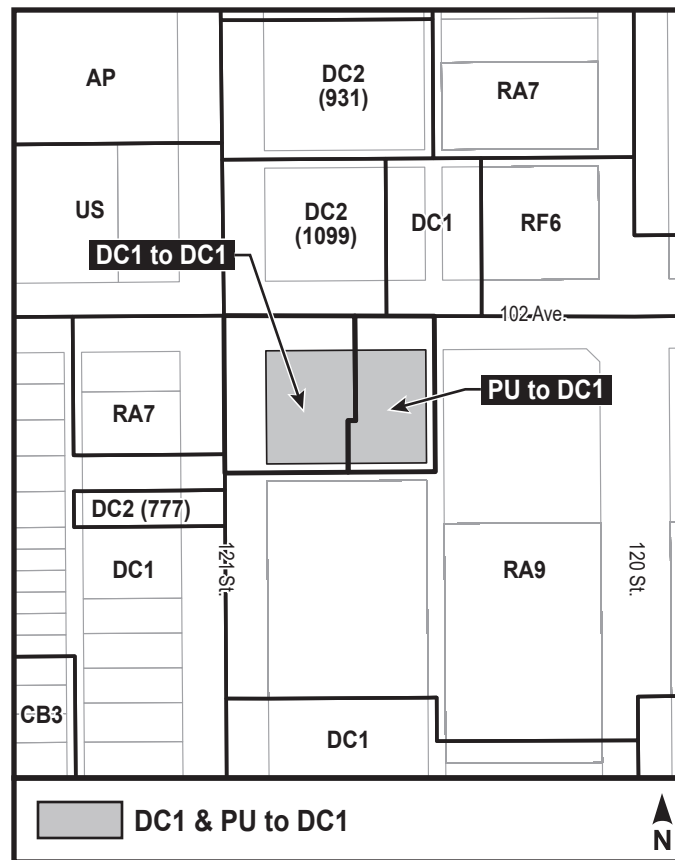 AP
DC2
(931)
RA7
US
DC2
(1099)
DC1
RF6
DC1 to DC1
102 Ave.
PU to DC1
RA7
DC2 (777)
DC1
121 St.
RA9
120 St.
CB3
DC1
DC1 & PU to DC1
N